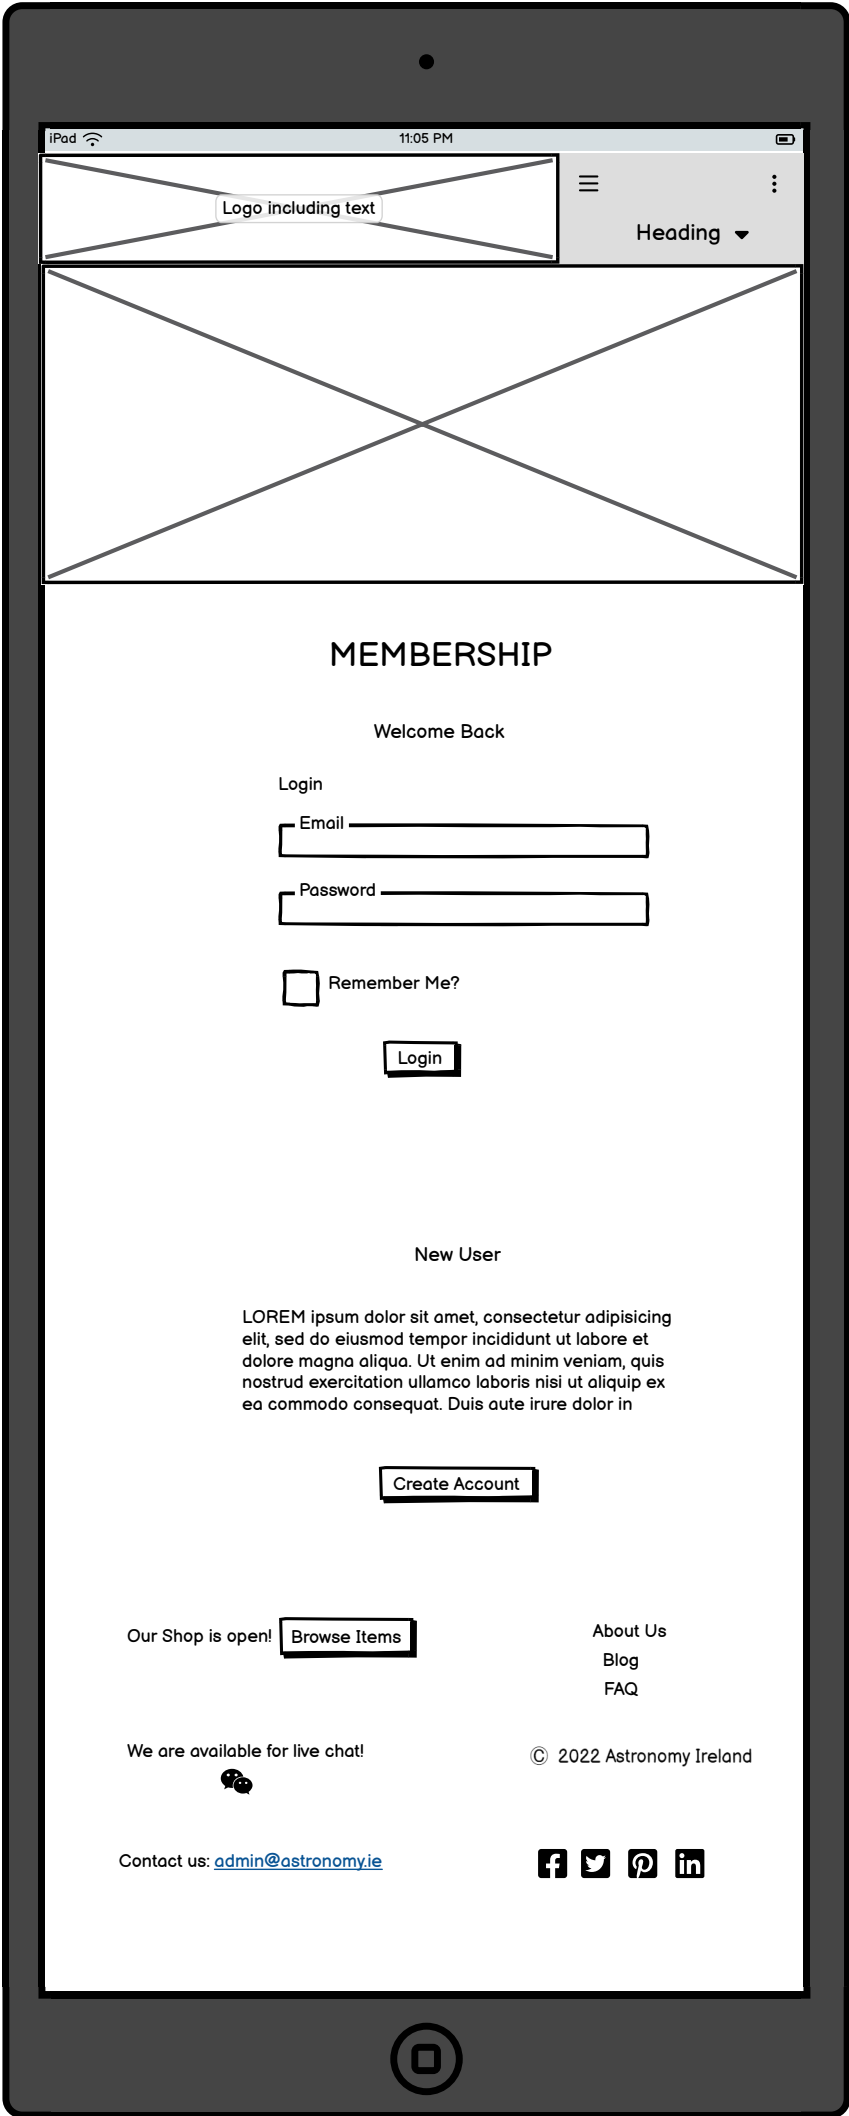 iPad
11:05 PM
Logo including text
Heading
MEMBERSHIP
Welcome Back
Login
Email
Password
Remember Me?
Login
New User
LOREM ipsum dolor sit amet, consectetur adipisicing
elit, sed do eiusmod tempor incididunt ut labore et
dolore magna aliqua. Ut enim ad minim veniam, quis
nostrud exercitation ullamco laboris nisi ut aliquip ex
ea commodo consequat. Duis aute irure dolor in
Create Account
Our Shop is open!
Browse Items
About Us
Blog
FAQ
We are available for live chat!
© 2022 Astronomy Ireland
Contact us: admin@astronomy.ie